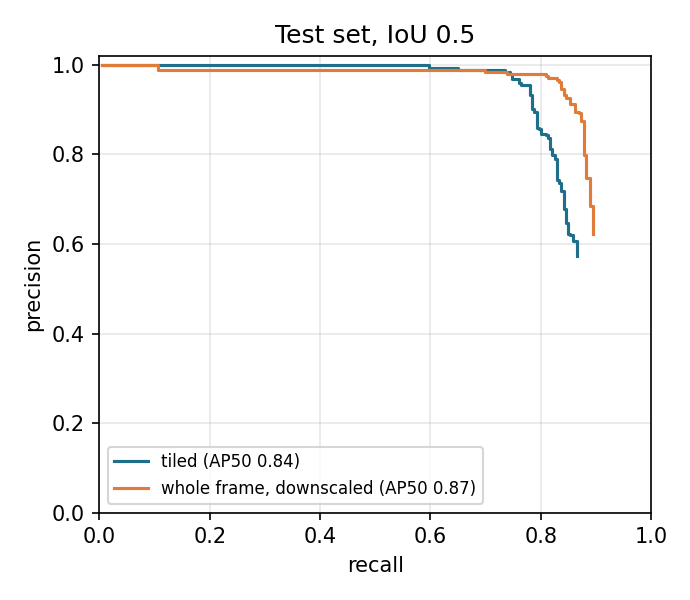 Test set, IoU 0.5
1.0
0.8
0.6
0.4
0.2
0.0
precision
tiled (AP50 0.84)
whole frame, downscaled (AP50 0.87)
0.0 0.2 0.4 0.6 0.8 1.0
recall